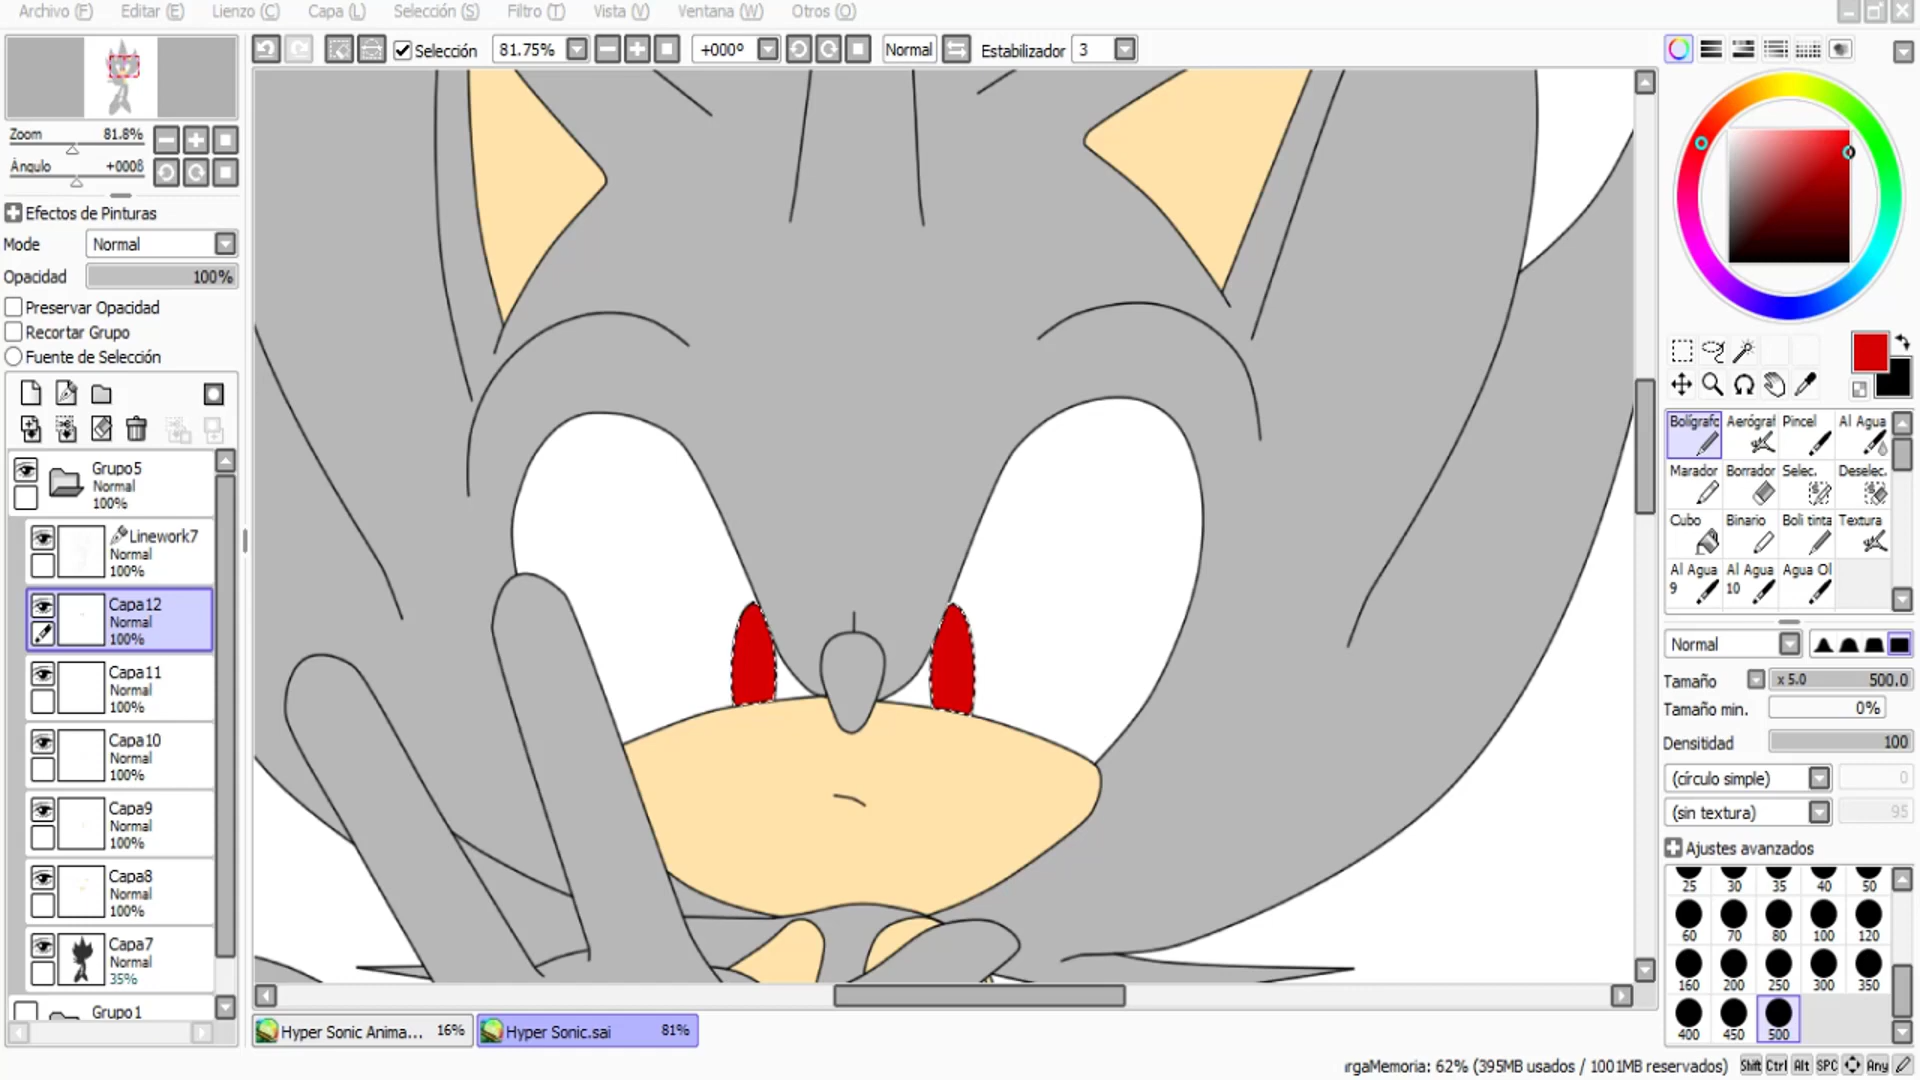 Archivo (F) Editar (E) Lienzo (C) Capa (L) Selección (S) Filtro (T) Vista (V) Ventana (W) Otros (O)
Selección 81.75% +000º Normal Estabilizador 3
Zoom 81.8%
Ángulo +000ß
Efectos de Pinturas
Mode Normal
Opacidad 100%
Preservar Opacidad
Recortar Grupo
Fuente de Selección
Grupo5
Normal
100%
Linework7
Normal
100%
Capa12
Normal
100%
Capa11
Normal
100%
Capa10
Normal
100%
Capa9
Normal
100%
Capa8
Normal
100%
Capa7
Normal
35%
Grupo1
Hyper Sonic Anima... 16% Hyper Sonic.sai 81%
Bolígrafo Aerógraf Pincel Al Agua
Marador Borrador Selec. Deselec.
Cubo Binario Boli tinta Textura
Al Agua 9 Al Agua 10 Agua Ol
Normal
Tamaño x 5.0 500.0
Tamaño min. 0%
Densitidad 100
(círculo simple) 0
(sin textura) 95
Ajustes avanzados
25 30 35 40 50
60 70 80 100 120
160 200 250 300 350
400 450 500
urgaMemoria: 62% (395MB usados / 1001MB reservados) Shift Ctrl Alt SPC Any